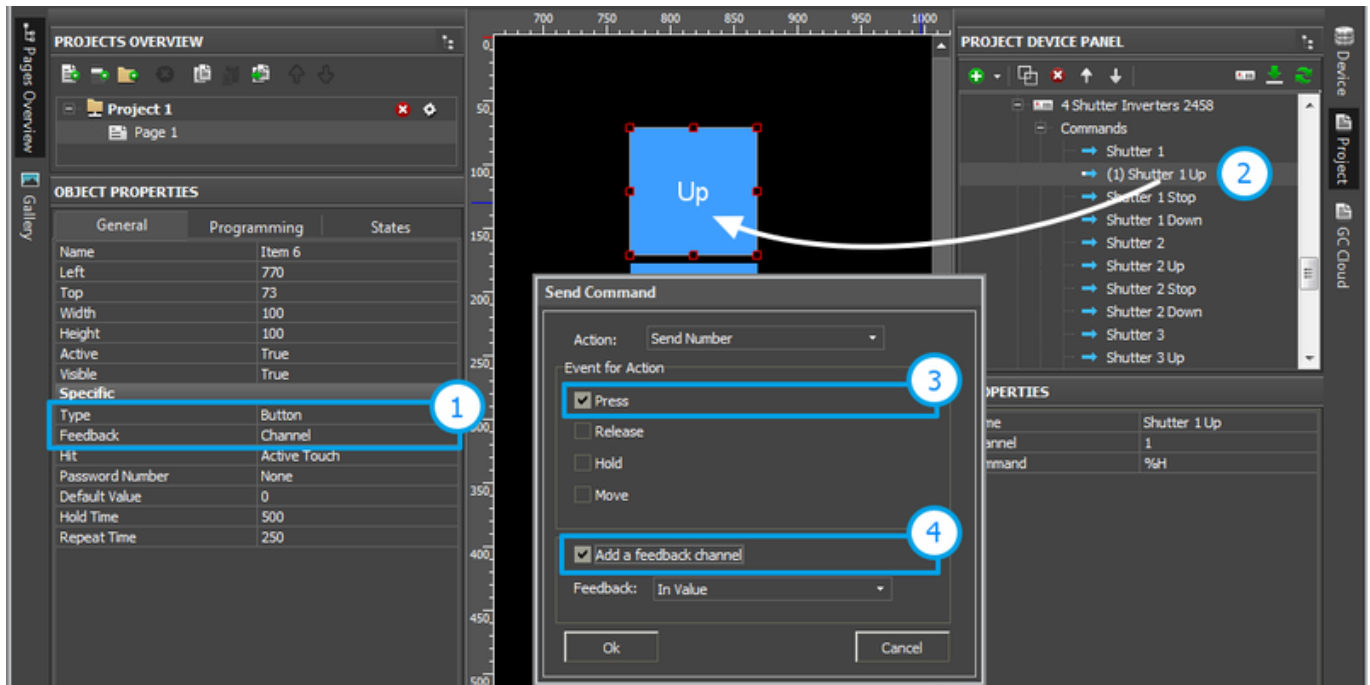 Pages Overview
Gallery
PROJECTS OVERVIEW
Project 1
Page 1
OBJECT PROPERTIES
General Programming States
Name Item 6
Left 770
Top 73
Width 100
Height 100
Active True
Visible True
Specific
Type Button
Feedback Channel
Hit Active Touch
Password Number None
Default Value 0
Hold Time 500
Repeat Time 250
1
700 750 800 850 900 950 1000
0
50
100
150
200
250
350
400
450
500
Up
Send Command
Action: Send Number
Event for Action
Press
3
Release
Hold
Move
4
Add a feedback channel
Feedback: In Value
Ok Cancel
PROJECT DEVICE PANEL
4 Shutter Inverters 2458
Commands
Shutter 1
(1) Shutter 1 Up
2
Shutter 1 Stop
Shutter 1 Down
Shutter 2
Shutter 2 Up
Shutter 2 Stop
Shutter 2 Down
Shutter 3
Shutter 3 Up
OPERTIES
me Shutter 1 Up
annel 1
mmand %H
Device
Project
GC Cloud